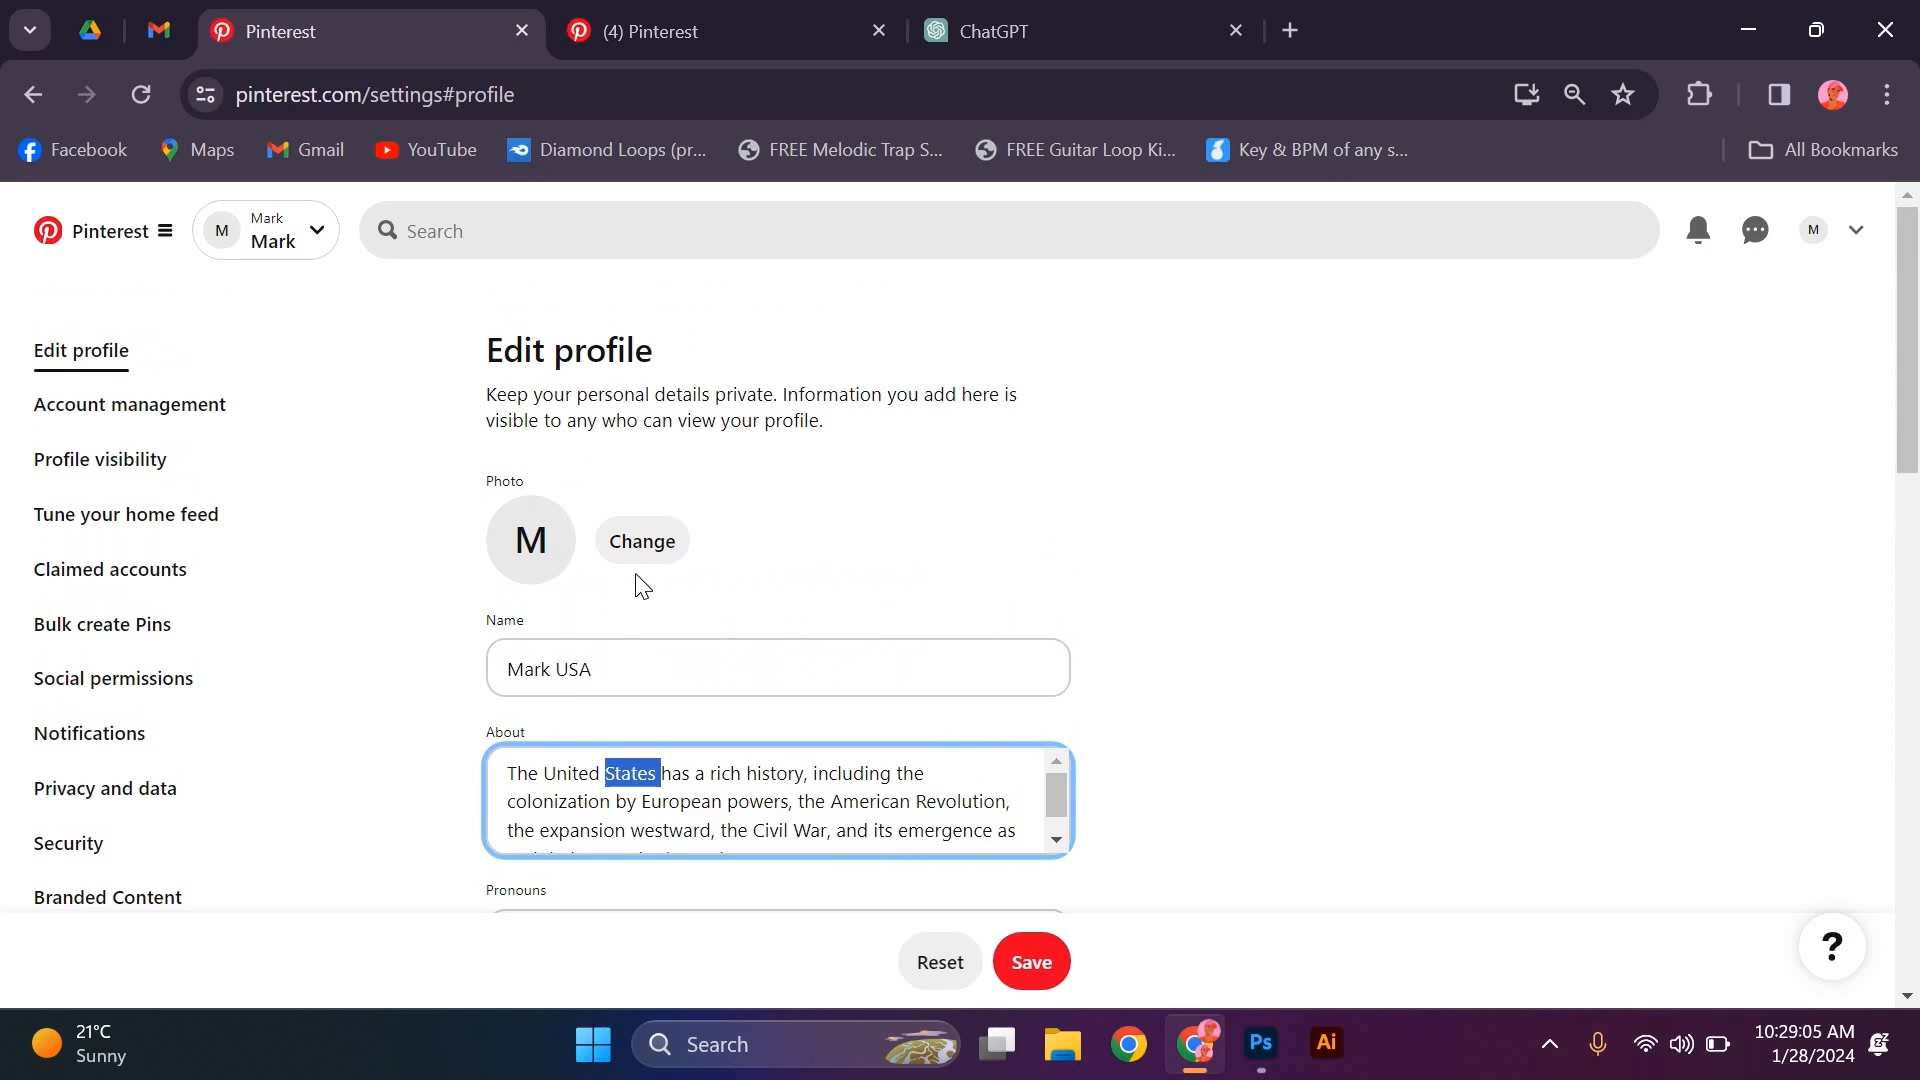 Pinterest
(4) Pinterest
ChatGPT
pinterest.com/settings#profile
Facebook
Maps
Gmail
YouTube
Diamond Loops (pr...
FREE Melodic Trap S...
FREE Guitar Loop Ki...
Key & BPM of any s...
All Bookmarks
Pinterest
M
Mark
Mark
Search
M
Edit profile
Account management
Profile visibility
Tune your home feed
Claimed accounts
Bulk create Pins
Social permissions
Notifications
Privacy and data
Security
Branded Content
Edit profile
Keep your personal details private. Information you add here is
visible to any who can view your profile.
Photo
M
Change
Name
Mark USA
About
The United States has a rich history, including the
colonization by European powers, the American Revolution,
the expansion westward, the Civil War, and its emergence as
Pronouns
Reset
Save
?
21°C
Sunny
Search
Ps
Ai
10:29:05 AM
1/28/2024